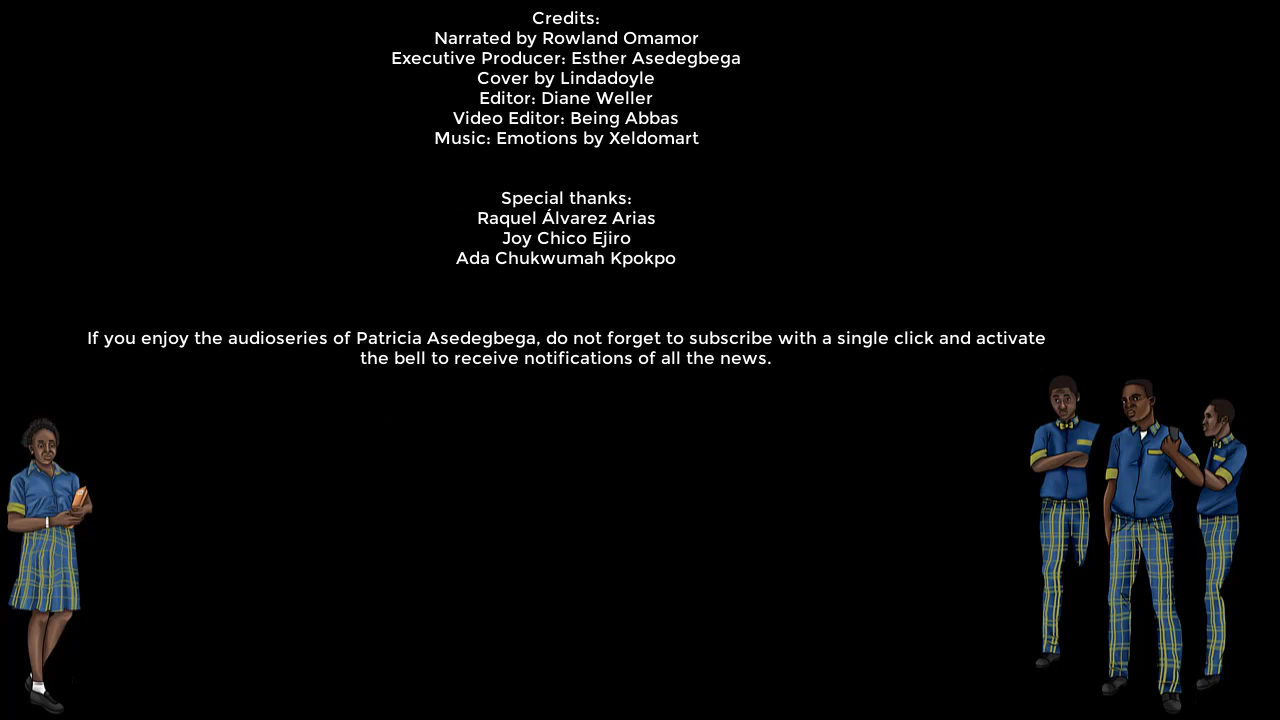 Credits:
Narrated by Rowland Omamor
Executive Producer: Esther Asedegbega
Cover by Lindadoyle
Editor: Diane Weller
Video Editor: Being Abbas
Music: Emotions by Xeldomart
Special thanks:
Raquel Álvarez Arias
Joy Chico Ejiro
Ada Chukwumah Kpokpo
If you enjoy the audioseries of Patricia Asedegbega, do not forget to subscribe with a single click and activate
the bell to receive notifications of all the news.